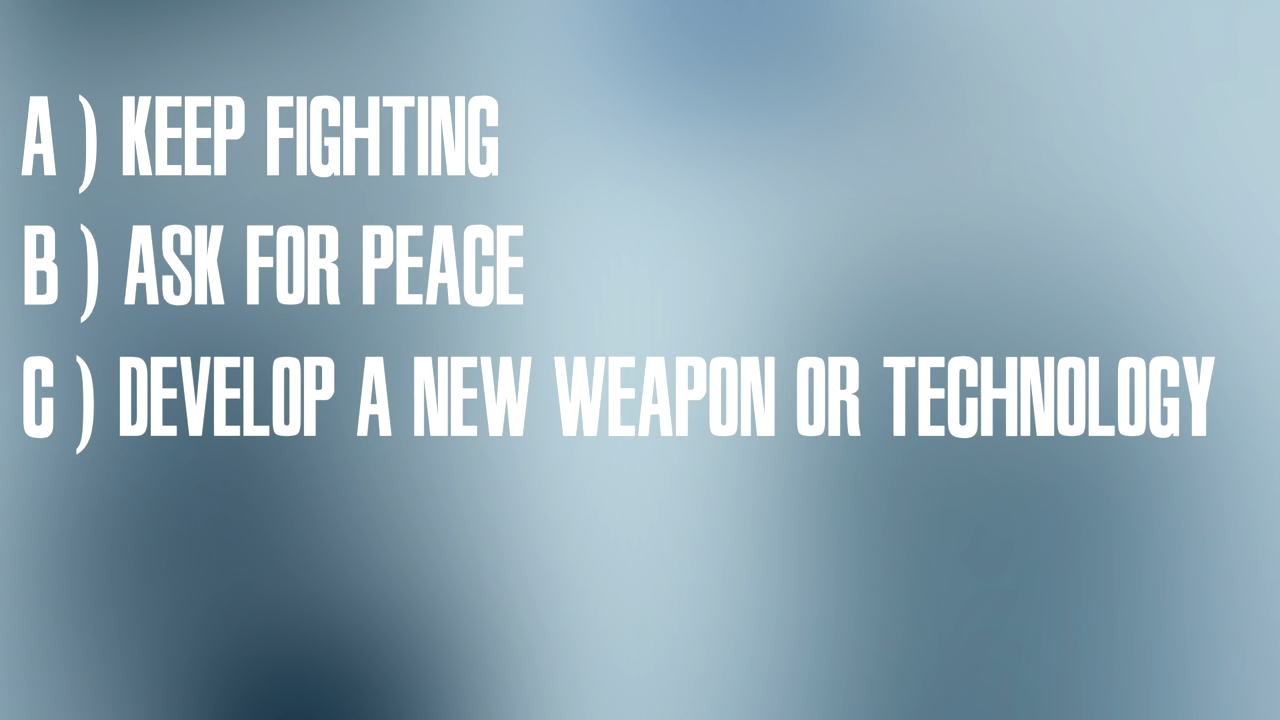 A ) KEEP FIGHTING
B ) ASK FOR PEACE
C ) DEVELOP A NEW WEAPON OR TECHNOLOGY